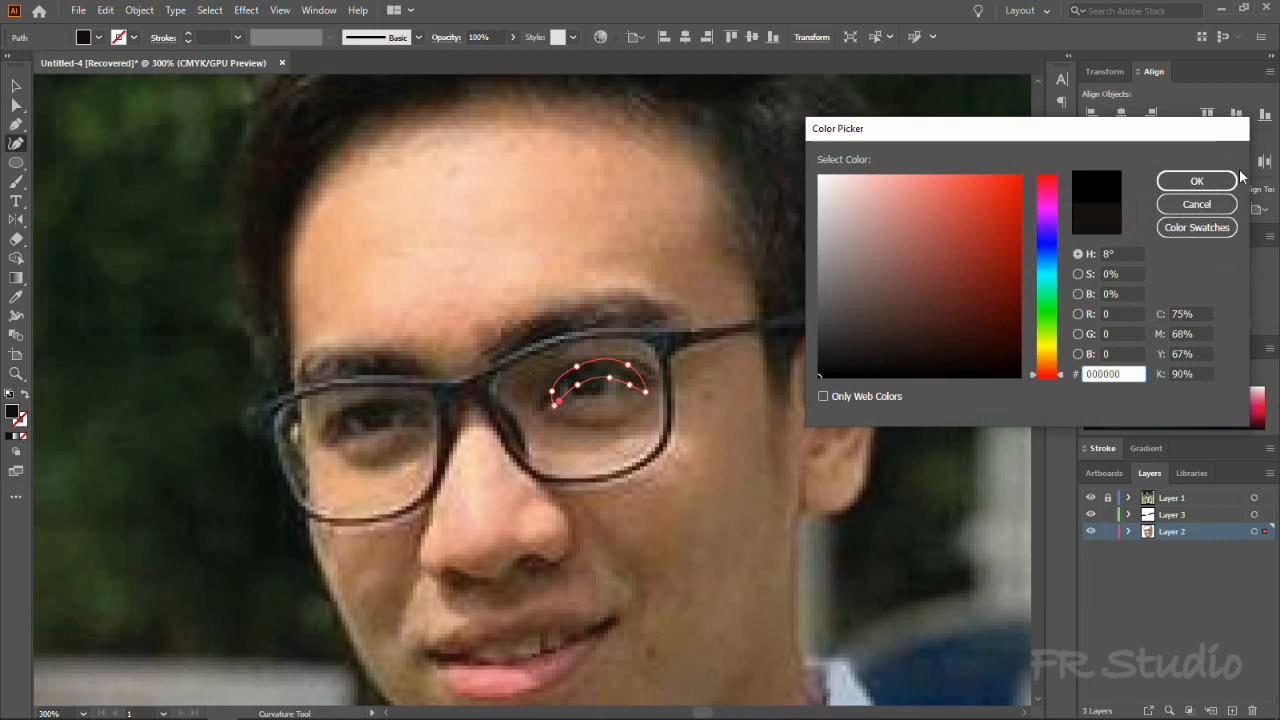 Ai File Edit Object Type Select Effect View Window Help Layout Search Adobe Stock
Path Stroke: Basic Opacity: 100% Style: Transform
Untitled-4 [Recovered]* @ 300% (CMYK/GPU Preview) ×
Transform Align
Align Objects:
Color Picker
Select Color:
OK
Cancel
Color Swatches
H: 8°
S: 0%
B: 0%
R: 0 C: 75%
G: 0 M: 68%
B: 0 Y: 67%
# 000000 K: 90%
Only Web Colors
Stroke Gradient
Artboards Layers Libraries
Layer 1
Layer 3
Layer 2
FR Studio
300% 1 Curvature Tool 3 Layers